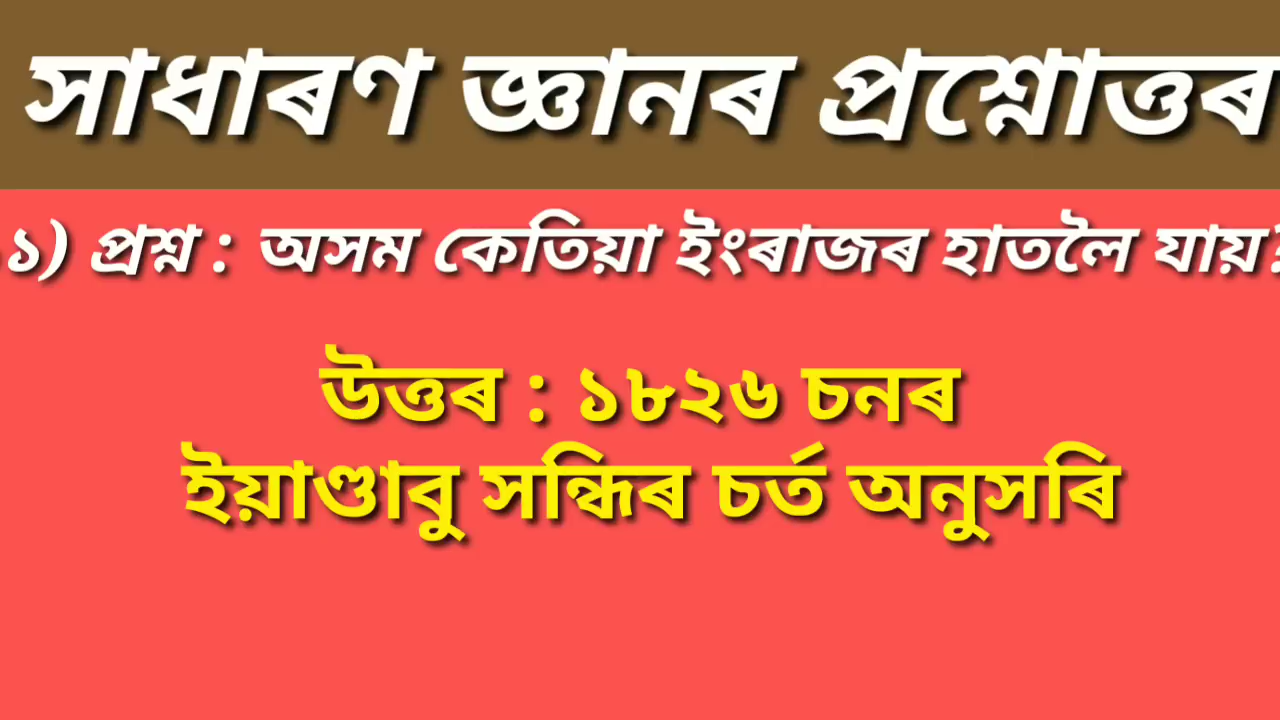 সাধাৰণ জ্ঞানৰ প্ৰশ্নোত্তৰ
১) প্ৰশ্ন : অসম কেতিয়া ইংৰাজৰ হাতলৈ যায়?
উত্তৰ : ১৮২৬ চনৰ
ইয়াণ্ডাবু সন্ধিৰ চৰ্ত অনুসৰি